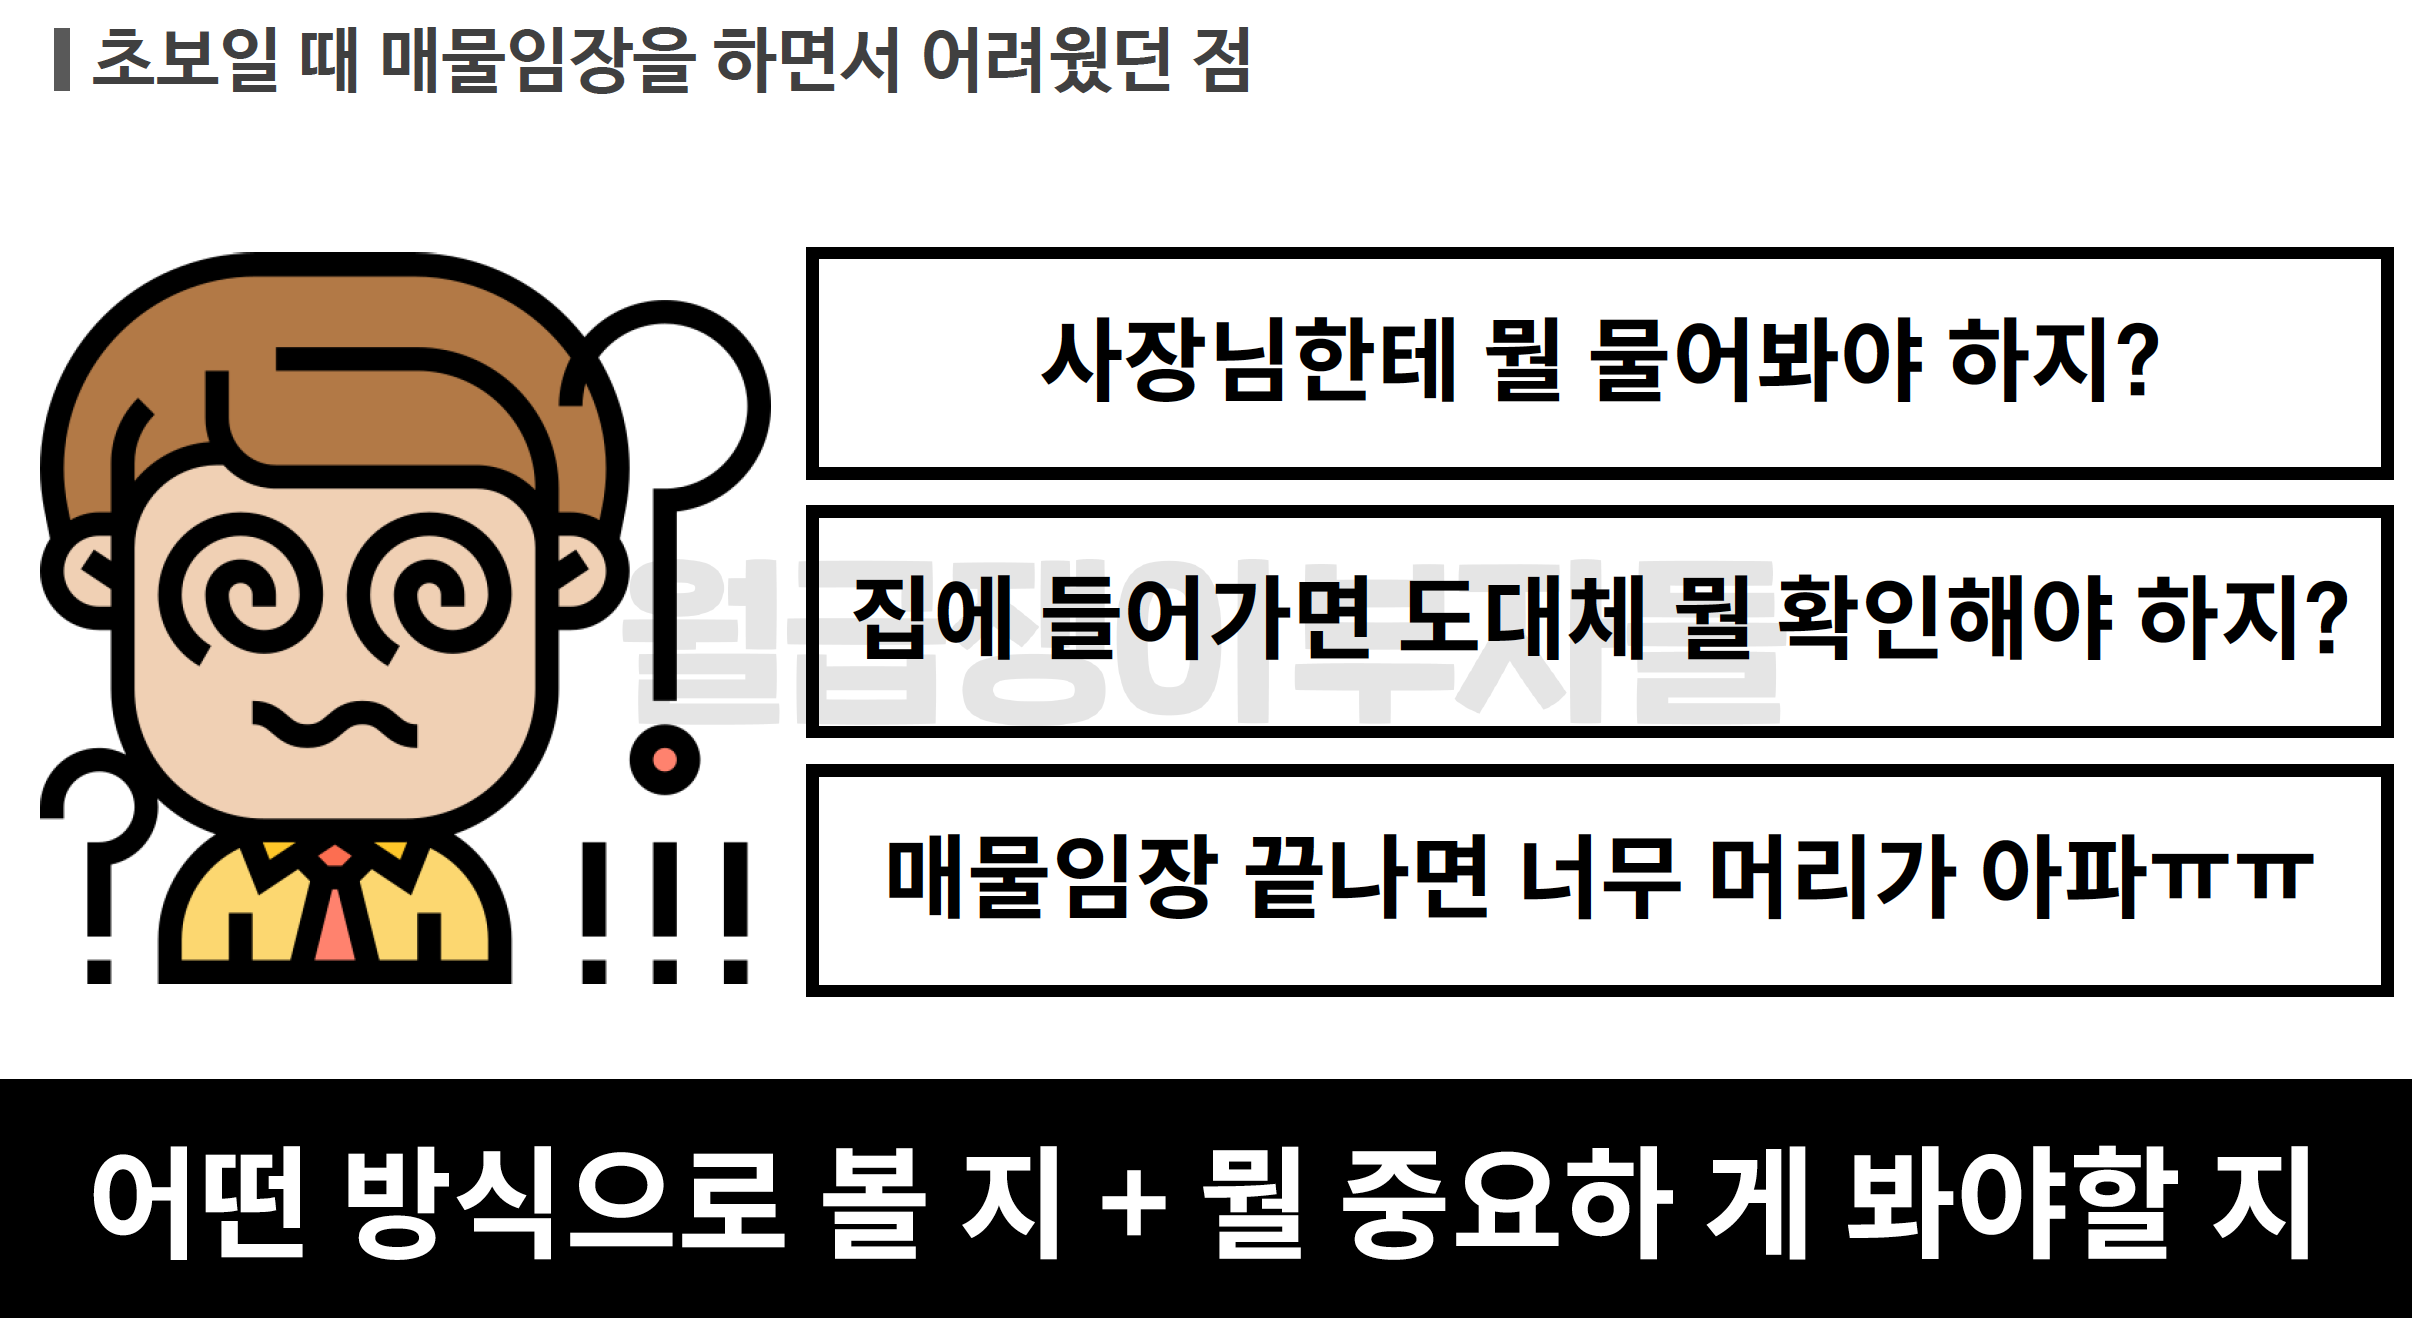 초보일 때 매물임장을 하면서 어려웠던 점
사장님한테 뭘 물어봐야 하지?
월급쟁이부자들
집에 들어가면 도대체 뭘 확인해야 하지?
매물임장 끝나면 너무 머리가 아파ㅠㅠ
어떤 방식으로 볼 지 + 뭘 중요하 게 봐야할 지